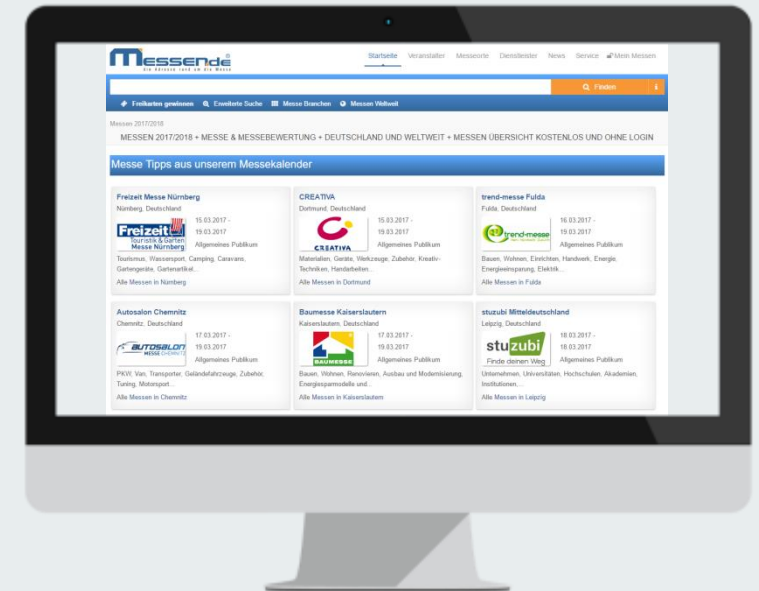 Messen.de
die Adresse rund um die Messe
Startseite Veranstalter Messeorte Dienstleister News Service Mein Messen
Finden i
Freikarten gewinnen Erweiterte Suche Messe Branchen Messen Weltweit
Messen 2017/2018
MESSEN 2017/2018 + MESSE & MESSEBEWERTUNG + DEUTSCHLAND UND WELTWEIT + MESSEN ÜBERSICHT KOSTENLOS UND OHNE LOGIN
Messe Tipps aus unserem Messekalender
Freizeit Messe Nürnberg
Nürnberg, Deutschland
Freizeit
Touristik & Garten
Messe Nürnberg
15.03.2017 -
19.03.2017
Allgemeines Publikum
Tourismus, Wassersport, Camping, Caravans,
Gartengeräte, Gartenartikel...
Alle Messen in Nürnberg
CREATIVA
Dortmund, Deutschland
CREATIVA
15.03.2017 -
19.03.2017
Allgemeines Publikum
Materialien, Geräte, Werkzeuge, Zubehör, Kreativ-
Techniken, Handarbeiten...
Alle Messen in Dortmund
trend-messe Fulda
Fulda, Deutschland
trend-messe
16.03.2017 -
19.03.2017
Allgemeines Publikum
Bauen, Wohnen, Einrichten, Handwerk, Energie,
Energieeinsparung, Elektrik...
Alle Messen in Fulda
Autosalon Chemnitz
Chemnitz, Deutschland
AUTOSALON
MESSE CHEMNITZ
17.03.2017 -
19.03.2017
Allgemeines Publikum
PKW, Van, Transporter, Geländefahrzeuge, Zubehör,
Tuning, Motorsport...
Alle Messen in Chemnitz
Baumesse Kaiserslautern
Kaiserslautern, Deutschland
BAUMESSE
17.03.2017 -
19.03.2017
Allgemeines Publikum
Bauen, Wohnen, Renovieren, Ausbau und Modernisierung,
Energiesparmodelle und...
Alle Messen in Kaiserslautern
stuzubi Mitteldeutschland
Leipzig, Deutschland
stuzubi
Finde deinen Weg
18.03.2017 -
18.03.2017
Allgemeines Publikum
Unternehmen, Universitäten, Hochschulen, Akademien,
Institutionen,...
Alle Messen in Leipzig